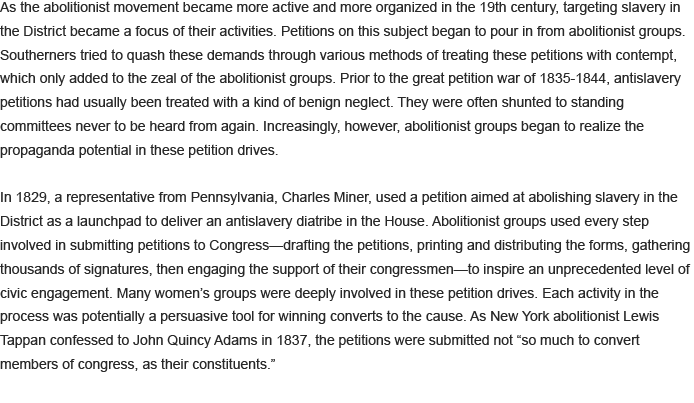 As the abolitionist movement became more active and more organized in the 19th century, targeting slavery in
the District became a focus of their activities. Petitions on this subject began to pour in from abolitionist groups.
Southerners tried to quash these demands through various methods of treating these petitions with contempt,
which only added to the zeal of the abolitionist groups. Prior to the great petition war of 1835-1844, antislavery
petitions had usually been treated with a kind of benign neglect. They were often shunted to standing
committees never to be heard from again. Increasingly, however, abolitionist groups began to realize the
propaganda potential in these petition drives.

In 1829, a representative from Pennsylvania, Charles Miner, used a petition aimed at abolishing slavery in the
District as a launchpad to deliver an antislavery diatribe in the House. Abolitionist groups used every step
involved in submitting petitions to Congress—drafting the petitions, printing and distributing the forms, gathering
thousands of signatures, then engaging the support of their congressmen—to inspire an unprecedented level of
civic engagement. Many women’s groups were deeply involved in these petition drives. Each activity in the
process was potentially a persuasive tool for winning converts to the cause. As New York abolitionist Lewis
Tappan confessed to John Quincy Adams in 1837, the petitions were submitted not “so much to convert
members of congress, as their constituents.”